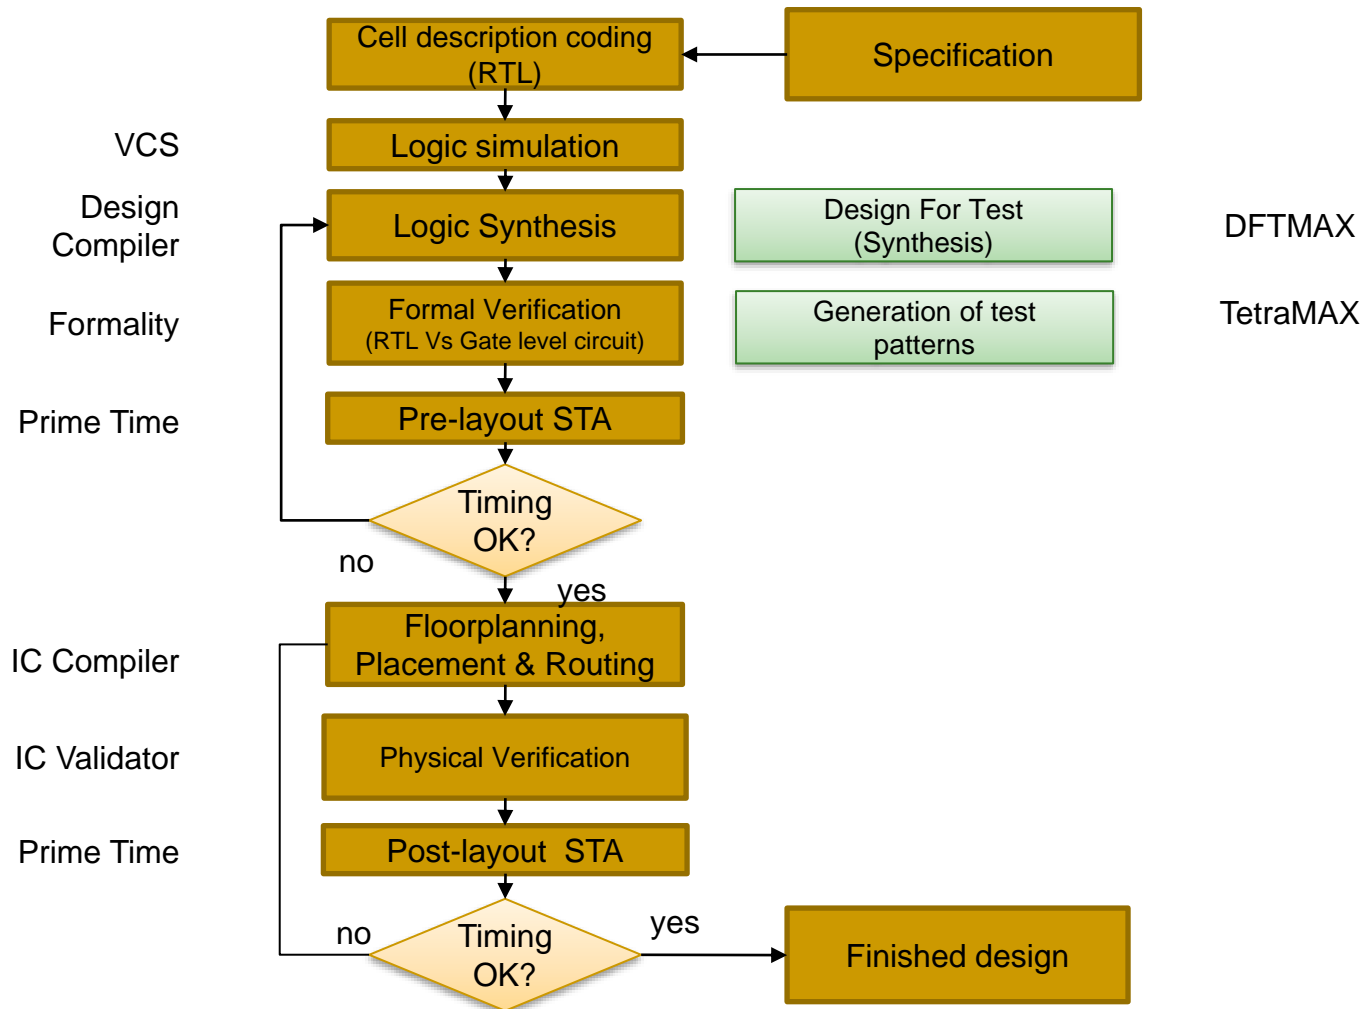 Cell description coding
(RTL)
Specification
VCS
Logic simulation
Design
Compiler
Logic Synthesis
Design For Test
(Synthesis)
DFTMAX
Formality
Formal Verification
(RTL Vs Gate level circuit)
Generation of test
patterns
TetraMAX
Prime Time
Pre-layout STA
Timing
OK?
no
yes
IC Compiler
Floorplanning,
Placement & Routing
IC Validator
Physical Verification
Prime Time
Post-layout STA
no
Timing
OK?
yes
Finished design